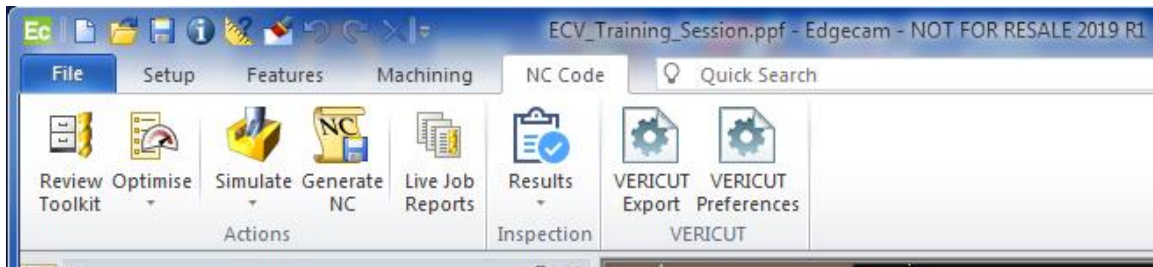 Ec ECV_Training_Session.ppf - Edgecam - NOT FOR RESALE 2019 R1
File Setup Features Machining NC Code Quick Search
NC
Review Optimise Simulate Generate Live Job Results VERICUT VERICUT
Toolkit NC Reports Export Preferences
Actions Inspection VERICUT